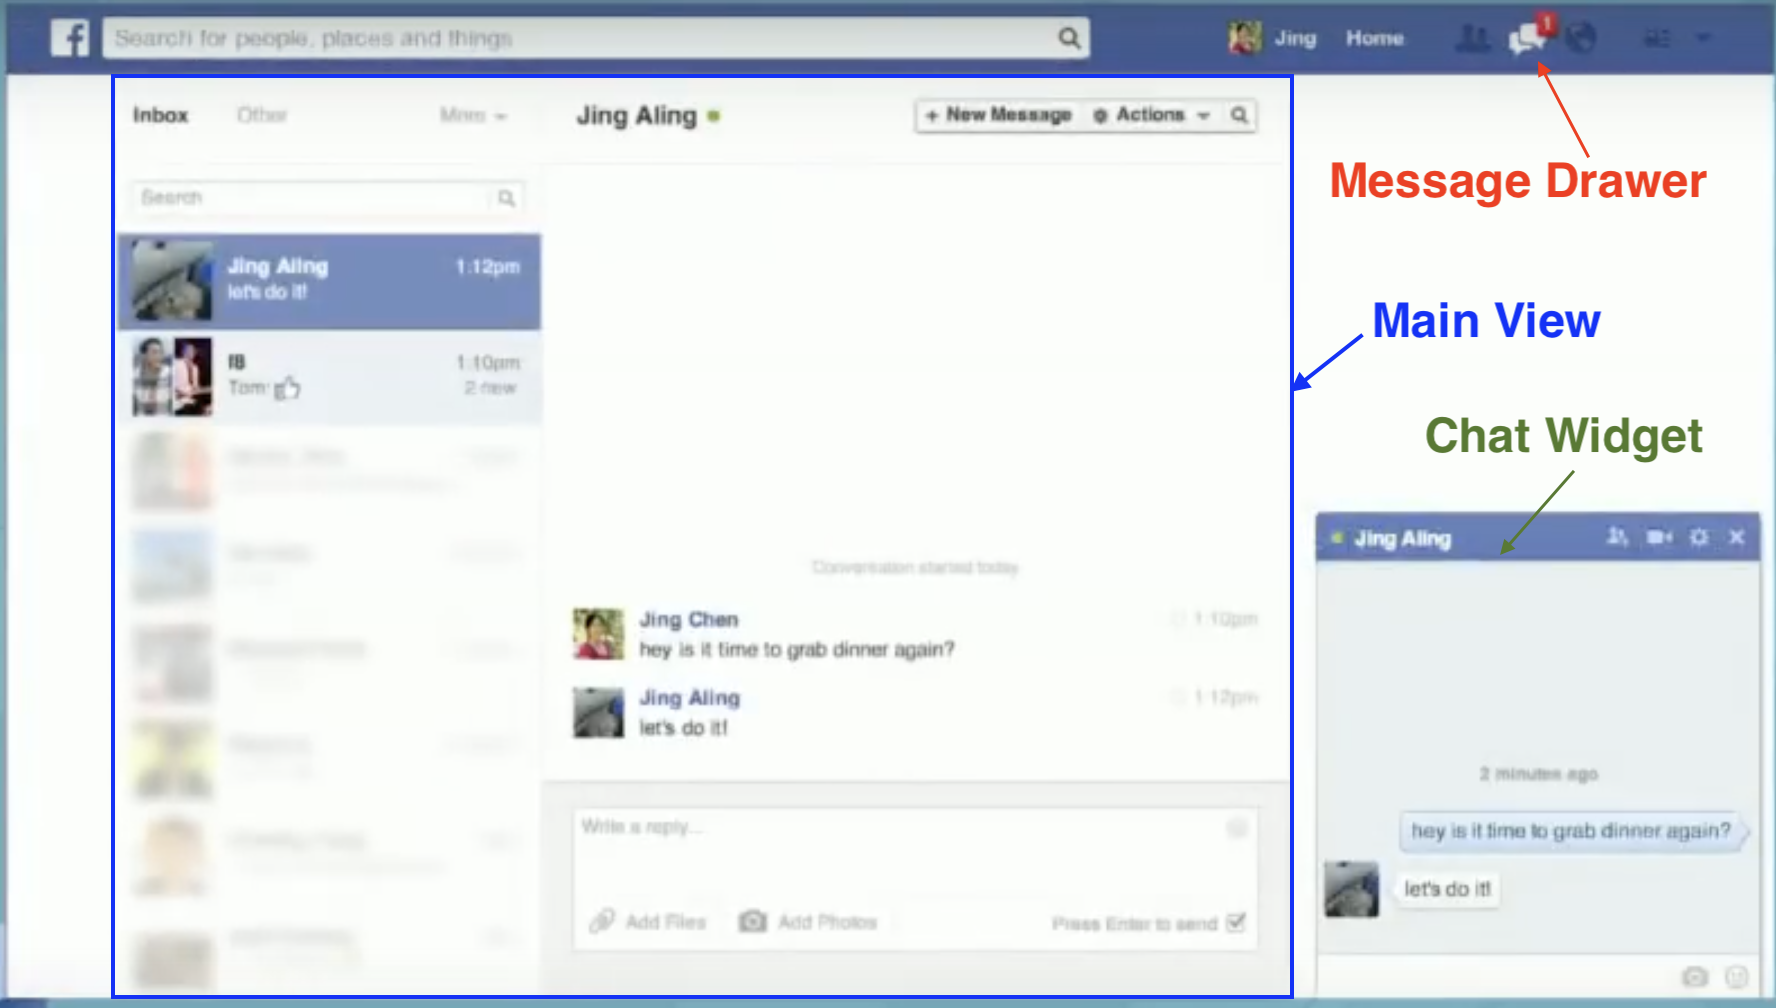 f
Search for people, places and things
Jing
Home
1
Message Drawer
Main View
Chat Widget
Inbox
Other
More
Search
Jing Aling
1:12pm
let's do it!
f8
1:10pm
Tom:
2 new
Jing Aling
+ New Message
Actions
Conversation started today
Jing Chen
1:10pm
hey is it time to grab dinner again?
Jing Aling
1:12pm
let's do it!
Write a reply...
Add Files
Add Photos
Press Enter to send
Jing Aling
2 minutes ago
hey is it time to grab dinner again?
let's do it!